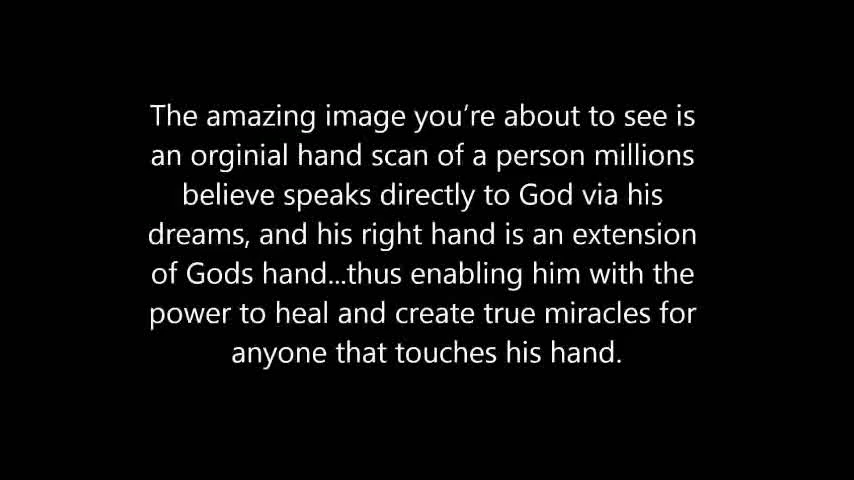 The amazing image you’re about to see is
an orginial hand scan of a person millions
believe speaks directly to God via his
dreams, and his right hand is an extension
of Gods hand...thus enabling him with the
power to heal and create true miracles for
anyone that touches his hand.